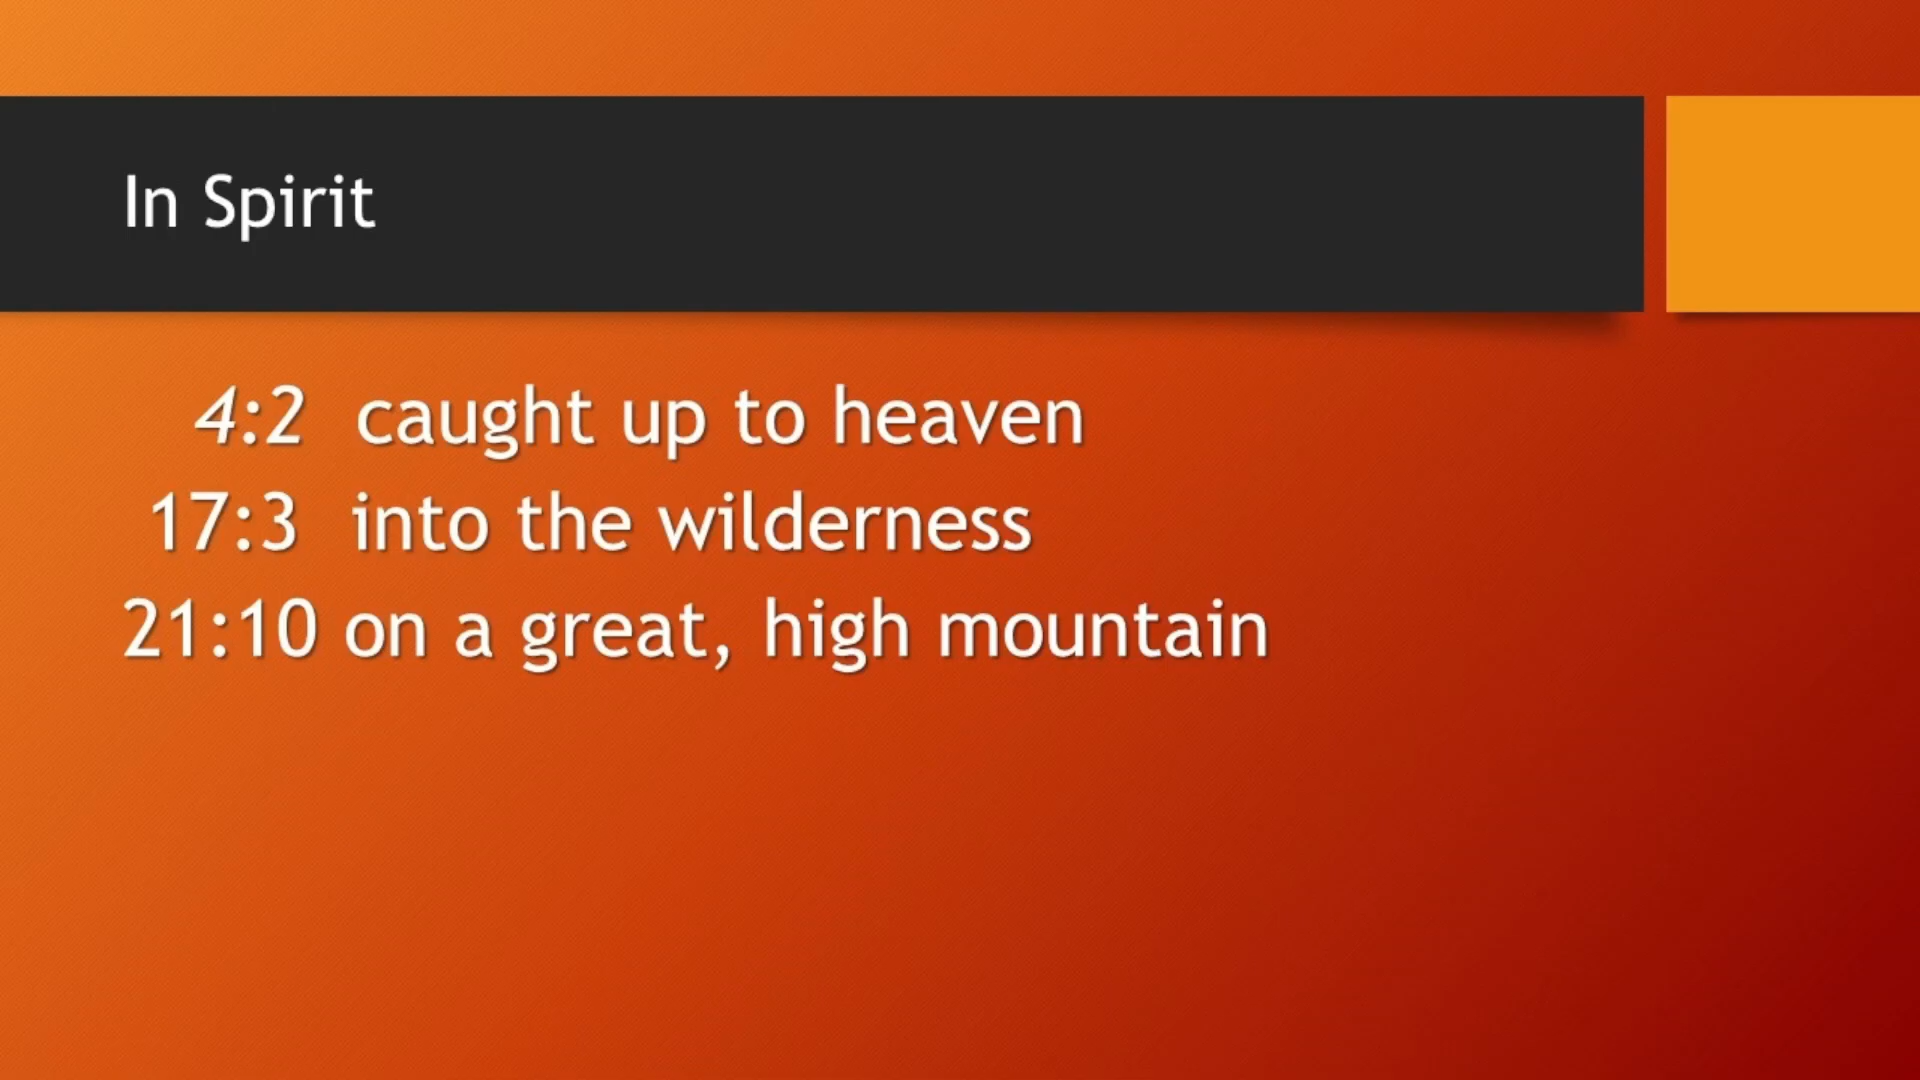 In Spirit
4:2 caught up to heaven
17:3 into the wilderness
21:10 on a great, high mountain